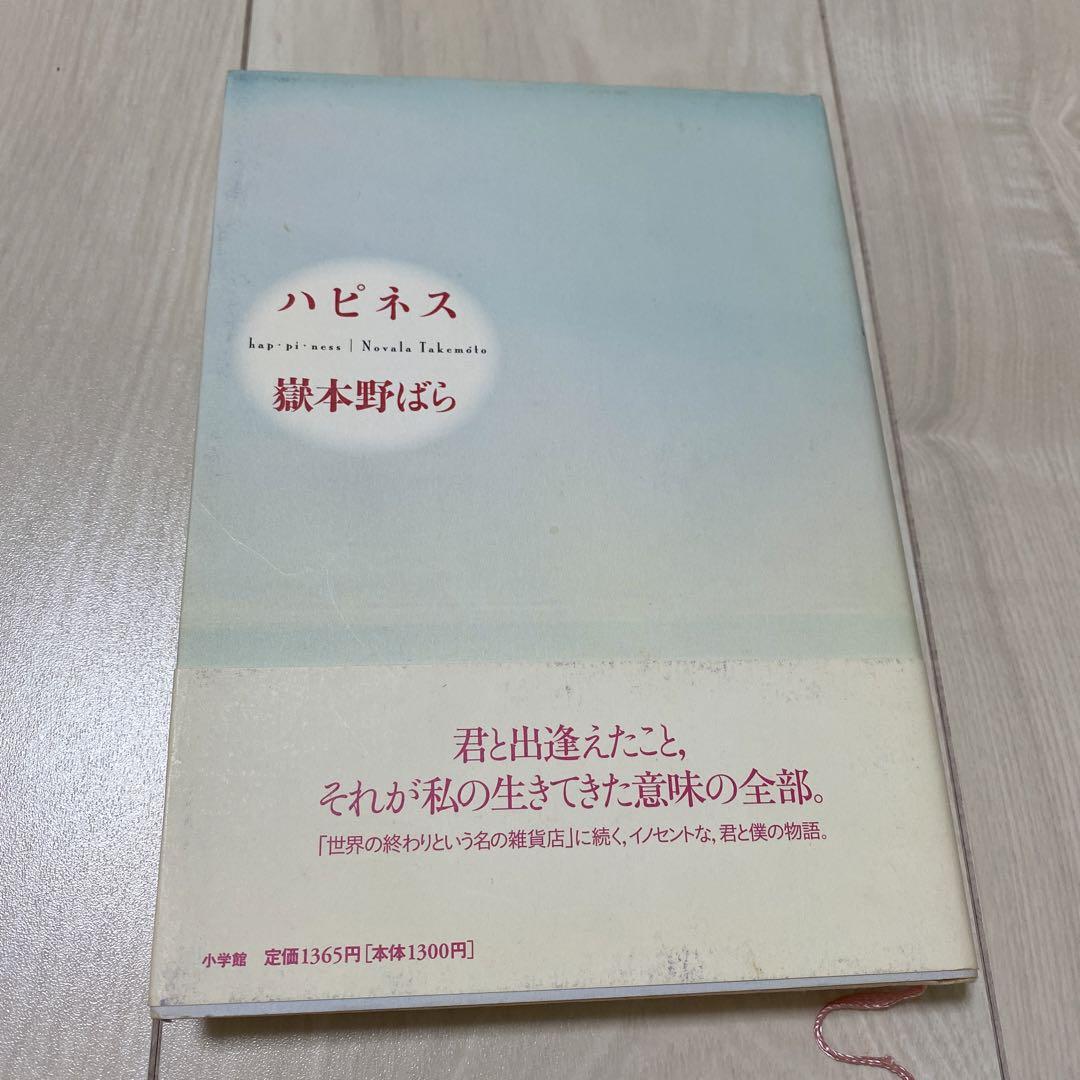 ハピネス
hap·pi·ness | Novala Takemóto
嶽本野ばら
君と出逢えたこと,
それが私の生きてきた意味の全部。
「世界の終わりという名の雑貨店」に続く, イノセントな, 君と僕の物語。
小学館 定価1365円[本体1300円]